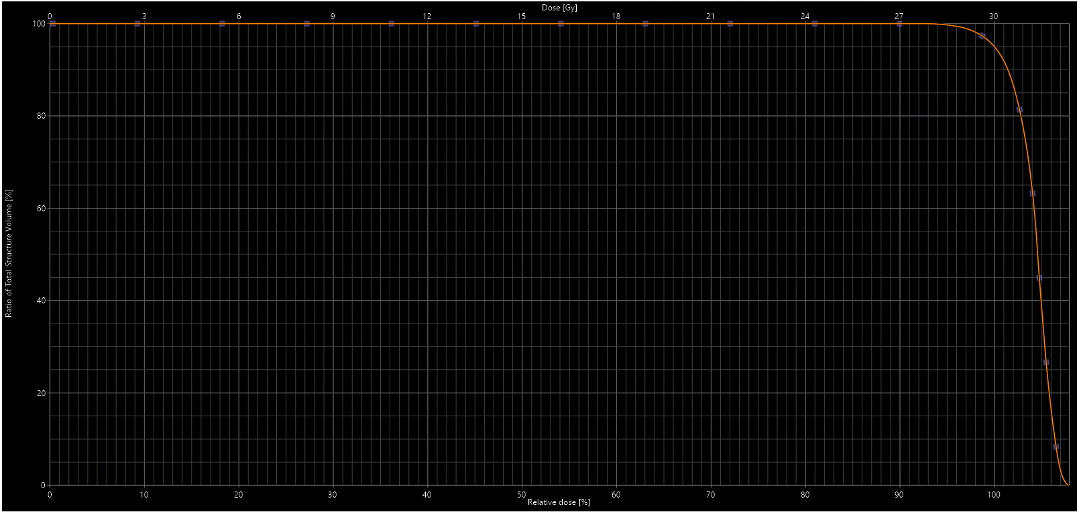 Dose [Gy]
0 3 6 9 12 15 18 21 24 27 30
100
80
60
40
20
0
Ratio of Total Structure Volume [%]
0 10 20 30 40 50 60 70 80 90 100
Relative dose [%]